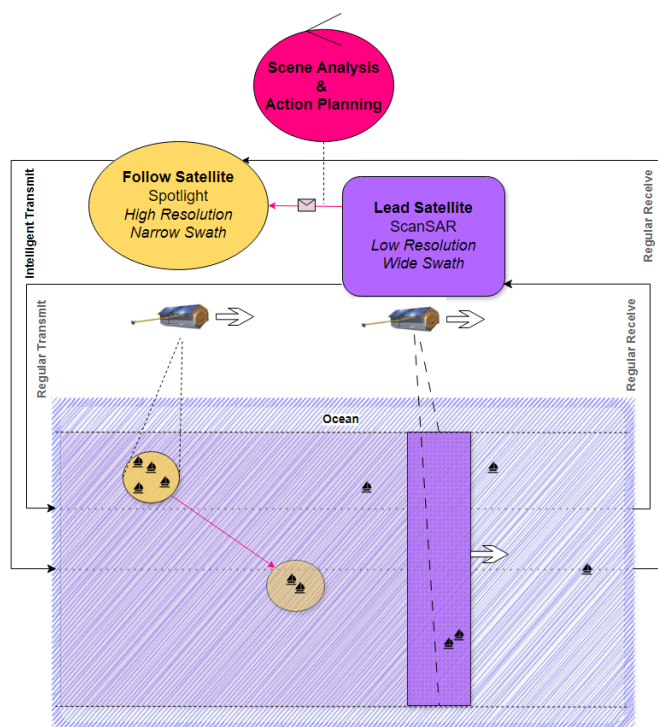 Scene Analysis
&
Action Planning
Follow Satellite
Spotlight
High Resolution
Narrow Swath
Lead Satellite
ScanSAR
Low Resolution
Wide Swath
Intelligent Transmit
Regular Receive
Regular Transmit
Regular Receive
Ocean